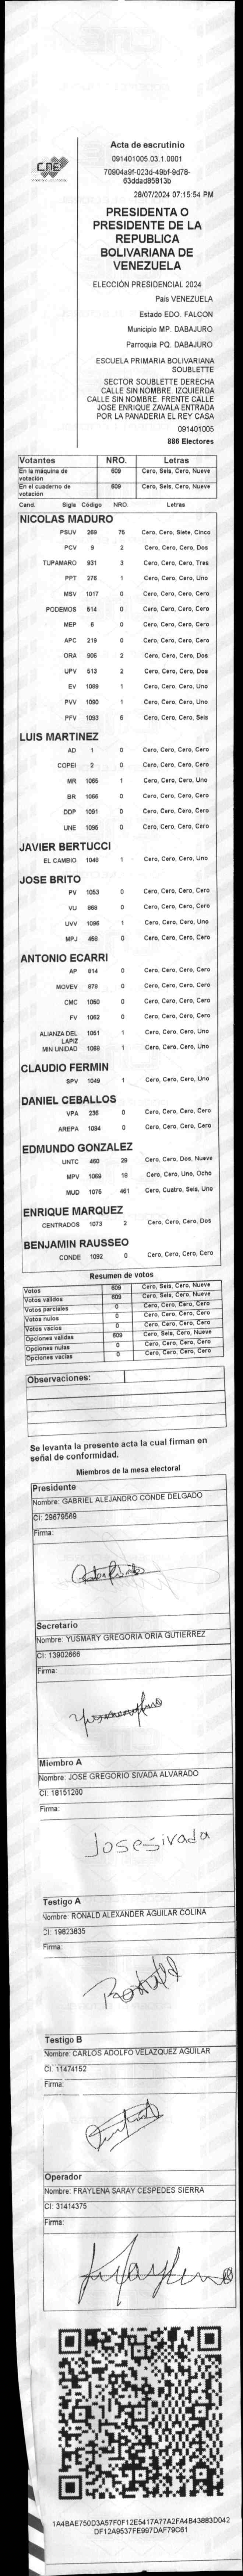 CNE
Acta de escrutinio
091401005.03.1.0001
70904a9f-023d-49bf-9d78-
63ddad85813b
28/07/2024 07:15:54 PM
PRESIDENTA O
PRESIDENTE DE LA
REPUBLICA
BOLIVARIANA DE
VENEZUELA
ELECCIÓN PRESIDENCIAL 2024
País VENEZUELA
Estado EDO. FALCON
Municipio MP. DABAJURO
Parroquia PQ. DABAJURO
ESCUELA PRIMARIA BOLIVARIANA
SOUBLETTE
SECTOR SOUBLETTE DERECHA
CALLE SIN NOMBRE. IZQUIERDA
CALLE SIN NOMBRE. FRENTE CALLE
JOSE ENRIQUE ZAVALA ENTRADA
POR LA PANADERIA EL REY CASA
091401005
886 Electores
Votantes NRO. Letras
En la máquina de votación 609 Cero, Seis, Cero, Nueve
En el cuaderno de votación 609 Cero, Seis, Cero, Nueve
Cand. Sigla Código NRO. Letras
NICOLAS MADURO
PSUV 269 75 Cero, Cero, Siete, Cinco
PCV 9 2 Cero, Cero, Cero, Dos
TUPAMARO 931 3 Cero, Cero, Cero, Tres
PPT 276 1 Cero, Cero, Cero, Uno
MSV 1017 0 Cero, Cero, Cero, Cero
PODEMOS 514 0 Cero, Cero, Cero, Cero
MEP 6 0 Cero, Cero, Cero, Cero
APC 219 0 Cero, Cero, Cero, Cero
ORA 906 2 Cero, Cero, Cero, Dos
UPV 513 2 Cero, Cero, Cero, Dos
EV 1089 1 Cero, Cero, Cero, Uno
PVV 1090 1 Cero, Cero, Cero, Uno
PFV 1093 6 Cero, Cero, Cero, Seis
LUIS MARTINEZ
AD 1 0 Cero, Cero, Cero, Cero
COPEI 2 0 Cero, Cero, Cero, Cero
MR 1065 1 Cero, Cero, Cero, Uno
BR 1066 0 Cero, Cero, Cero, Cero
DDP 1091 0 Cero, Cero, Cero, Cero
UNE 1095 0 Cero, Cero, Cero, Cero
JAVIER BERTUCCI
EL CAMBIO 1049 1 Cero, Cero, Cero, Uno
JOSE BRITO
PV 1053 0 Cero, Cero, Cero, Cero
VU 868 0 Cero, Cero, Cero, Cero
UVV 1096 1 Cero, Cero, Cero, Uno
MPJ 456 0 Cero, Cero, Cero, Cero
ANTONIO ECARRI
AP 814 0 Cero, Cero, Cero, Cero
MOVEV 878 0 Cero, Cero, Cero, Cero
CMC 1050 0 Cero, Cero, Cero, Cero
FV 1062 0 Cero, Cero, Cero, Cero
ALIANZA DEL LAPIZ 1061 1 Cero, Cero, Cero, Uno
MIN UNIDAD 1068 1 Cero, Cero, Cero, Uno
CLAUDIO FERMIN
SPV 1049 1 Cero, Cero, Cero, Uno
DANIEL CEBALLOS
VPA 236 0 Cero, Cero, Cero, Cero
AREPA 1094 0 Cero, Cero, Cero, Cero
EDMUNDO GONZALEZ
UNTC 460 29 Cero, Cero, Dos, Nueve
MPV 1069 18 Cero, Cero, Uno, Ocho
MUD 1075 461 Cero, Cuatro, Seis, Uno
ENRIQUE MARQUEZ
CENTRADOS 1073 2 Cero, Cero, Cero, Dos
BENJAMIN RAUSSEO
CONDE 1092 0 Cero, Cero, Cero, Cero
Resumen de votos
Votos 609 Cero, Seis, Cero, Nueve
Votos validos 609 Cero, Seis, Cero, Nueve
Votos parciales 0 Cero, Cero, Cero, Cero
Votos nulos 0 Cero, Cero, Cero, Cero
Votos vacios 0 Cero, Cero, Cero, Cero
Opciones validas 609 Cero, Seis, Cero, Nueve
Opciones nulas 0 Cero, Cero, Cero, Cero
Opciones vacias 0 Cero, Cero, Cero, Cero
Observaciones:
Se levanta la presente acta la cual firman en
señal de conformidad.
Miembros de la mesa electoral
Presidente
Nombre: GABRIEL ALEJANDRO CONDE DELGADO
CI: 29679569
Firma:
Secretario
Nombre: YUSMARY GREGORIA ORIA GUTIERREZ
CI: 13902666
Firma:
Miembro A
Nombre: JOSE GREGORIO SIVADA ALVARADO
CI: 18151260
Firma:
Josesivada
Testigo A
Nombre: RONALD ALEXANDER AGUILAR COLINA
CI: 19823835
Firma:
Ronald
Testigo B
Nombre: CARLOS ADOLFO VELAZQUEZ AGUILAR
CI: 11474152
Firma:
Operador
Nombre: FRAYLENA SARAY CESPEDES SIERRA
CI: 31414375
Firma:
1A4BAE750D3A57F0F12E5417A77A2FA4B43883D042
DF12A9537FE997DAF79C61